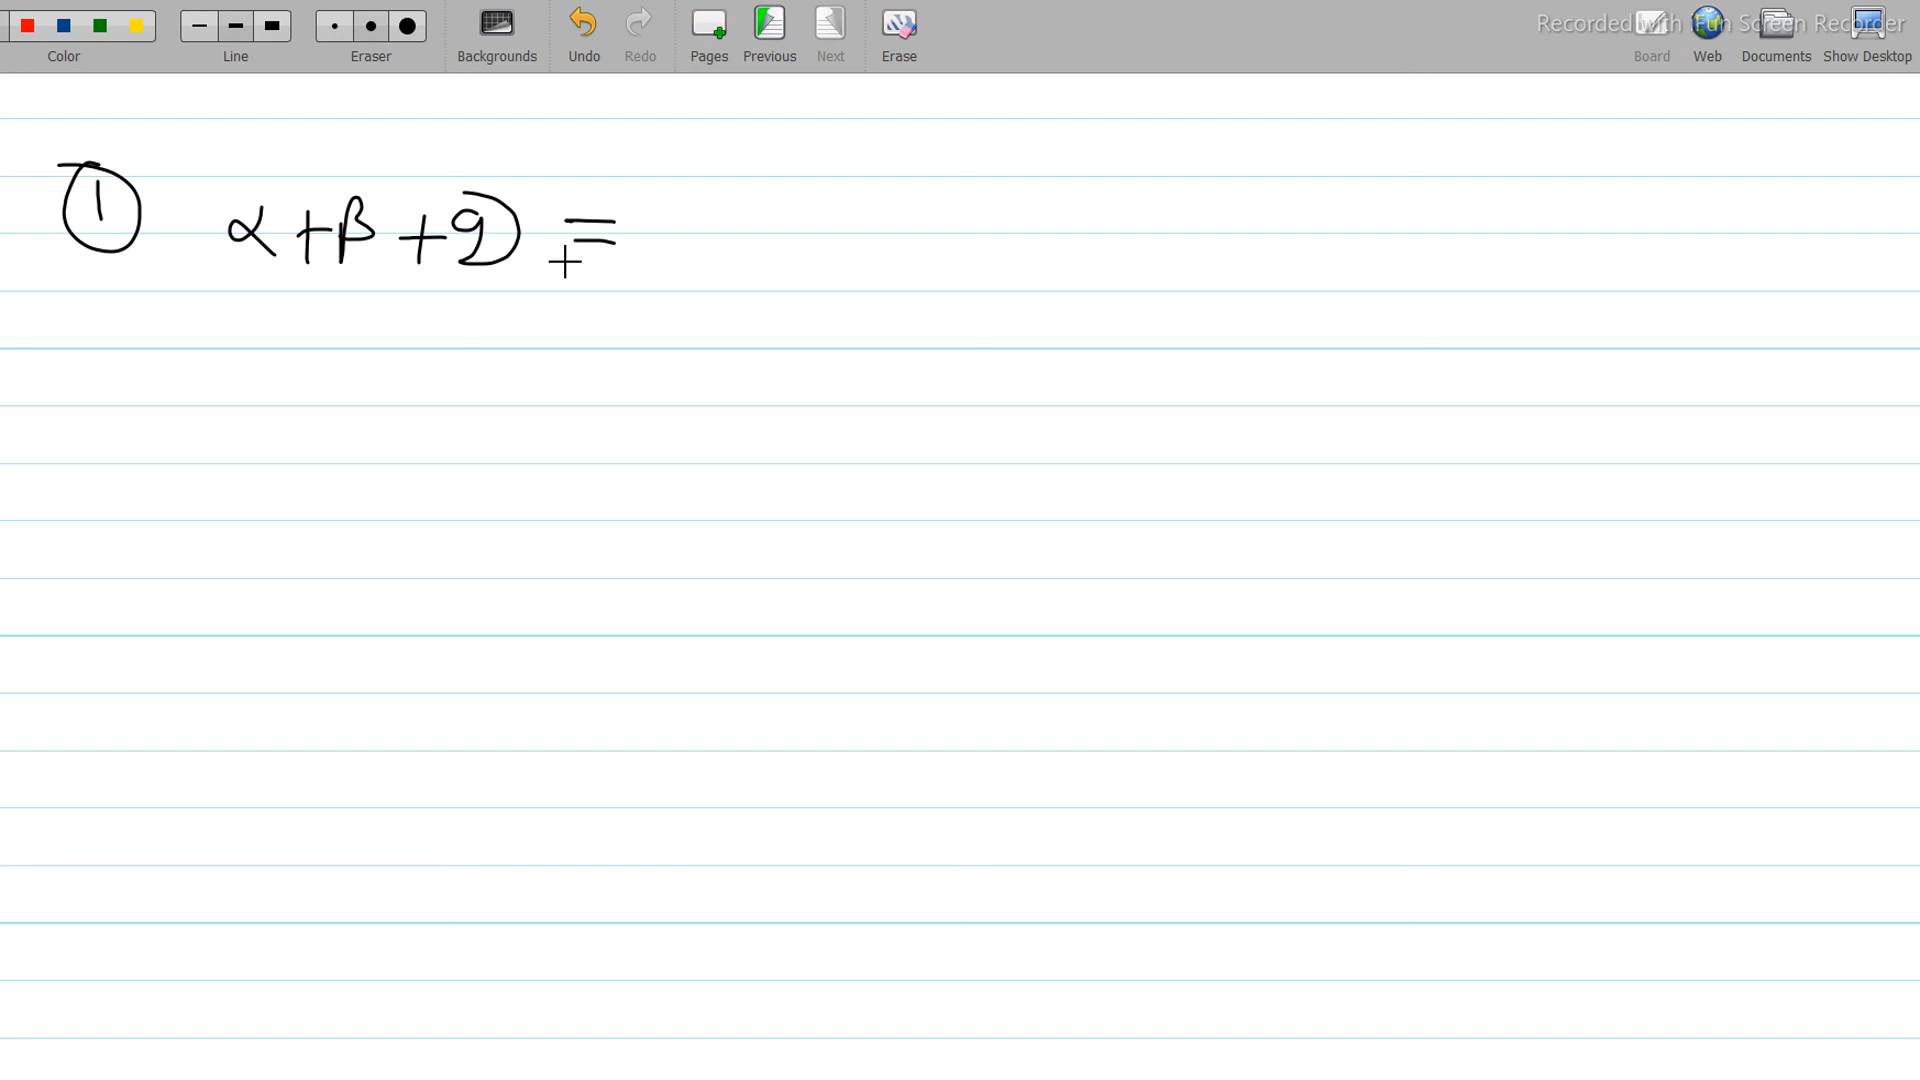 Recorded with iFun Screen Recorder
Color Line Eraser Backgrounds Undo Redo Pages Previous Next Erase Board Web Documents Show Desktop
① α+β+ =